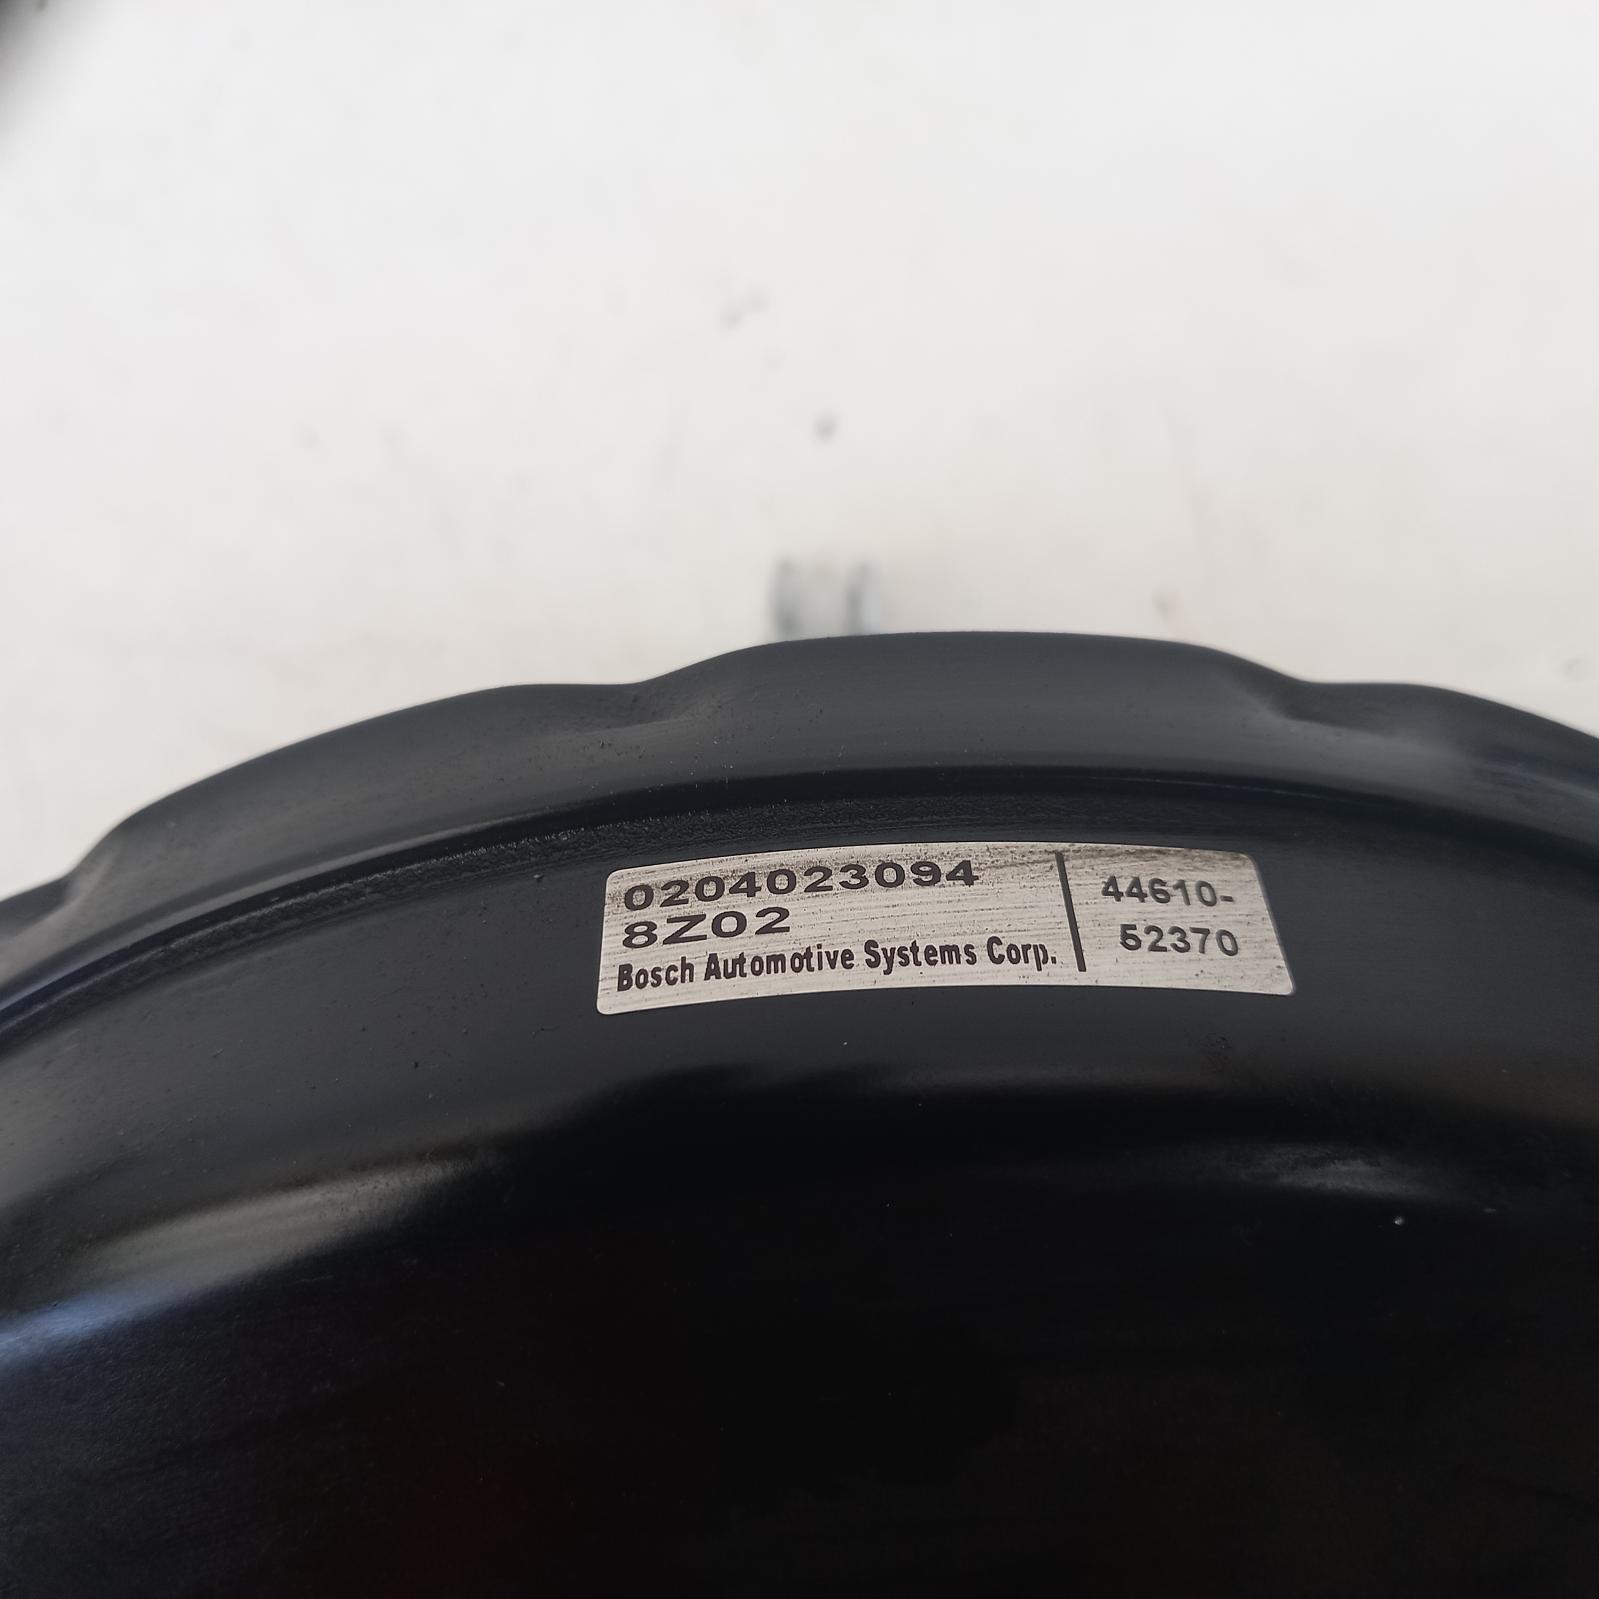 0204023094
8Z02
Bosch Automotive Systems Corp.
44610-
52370